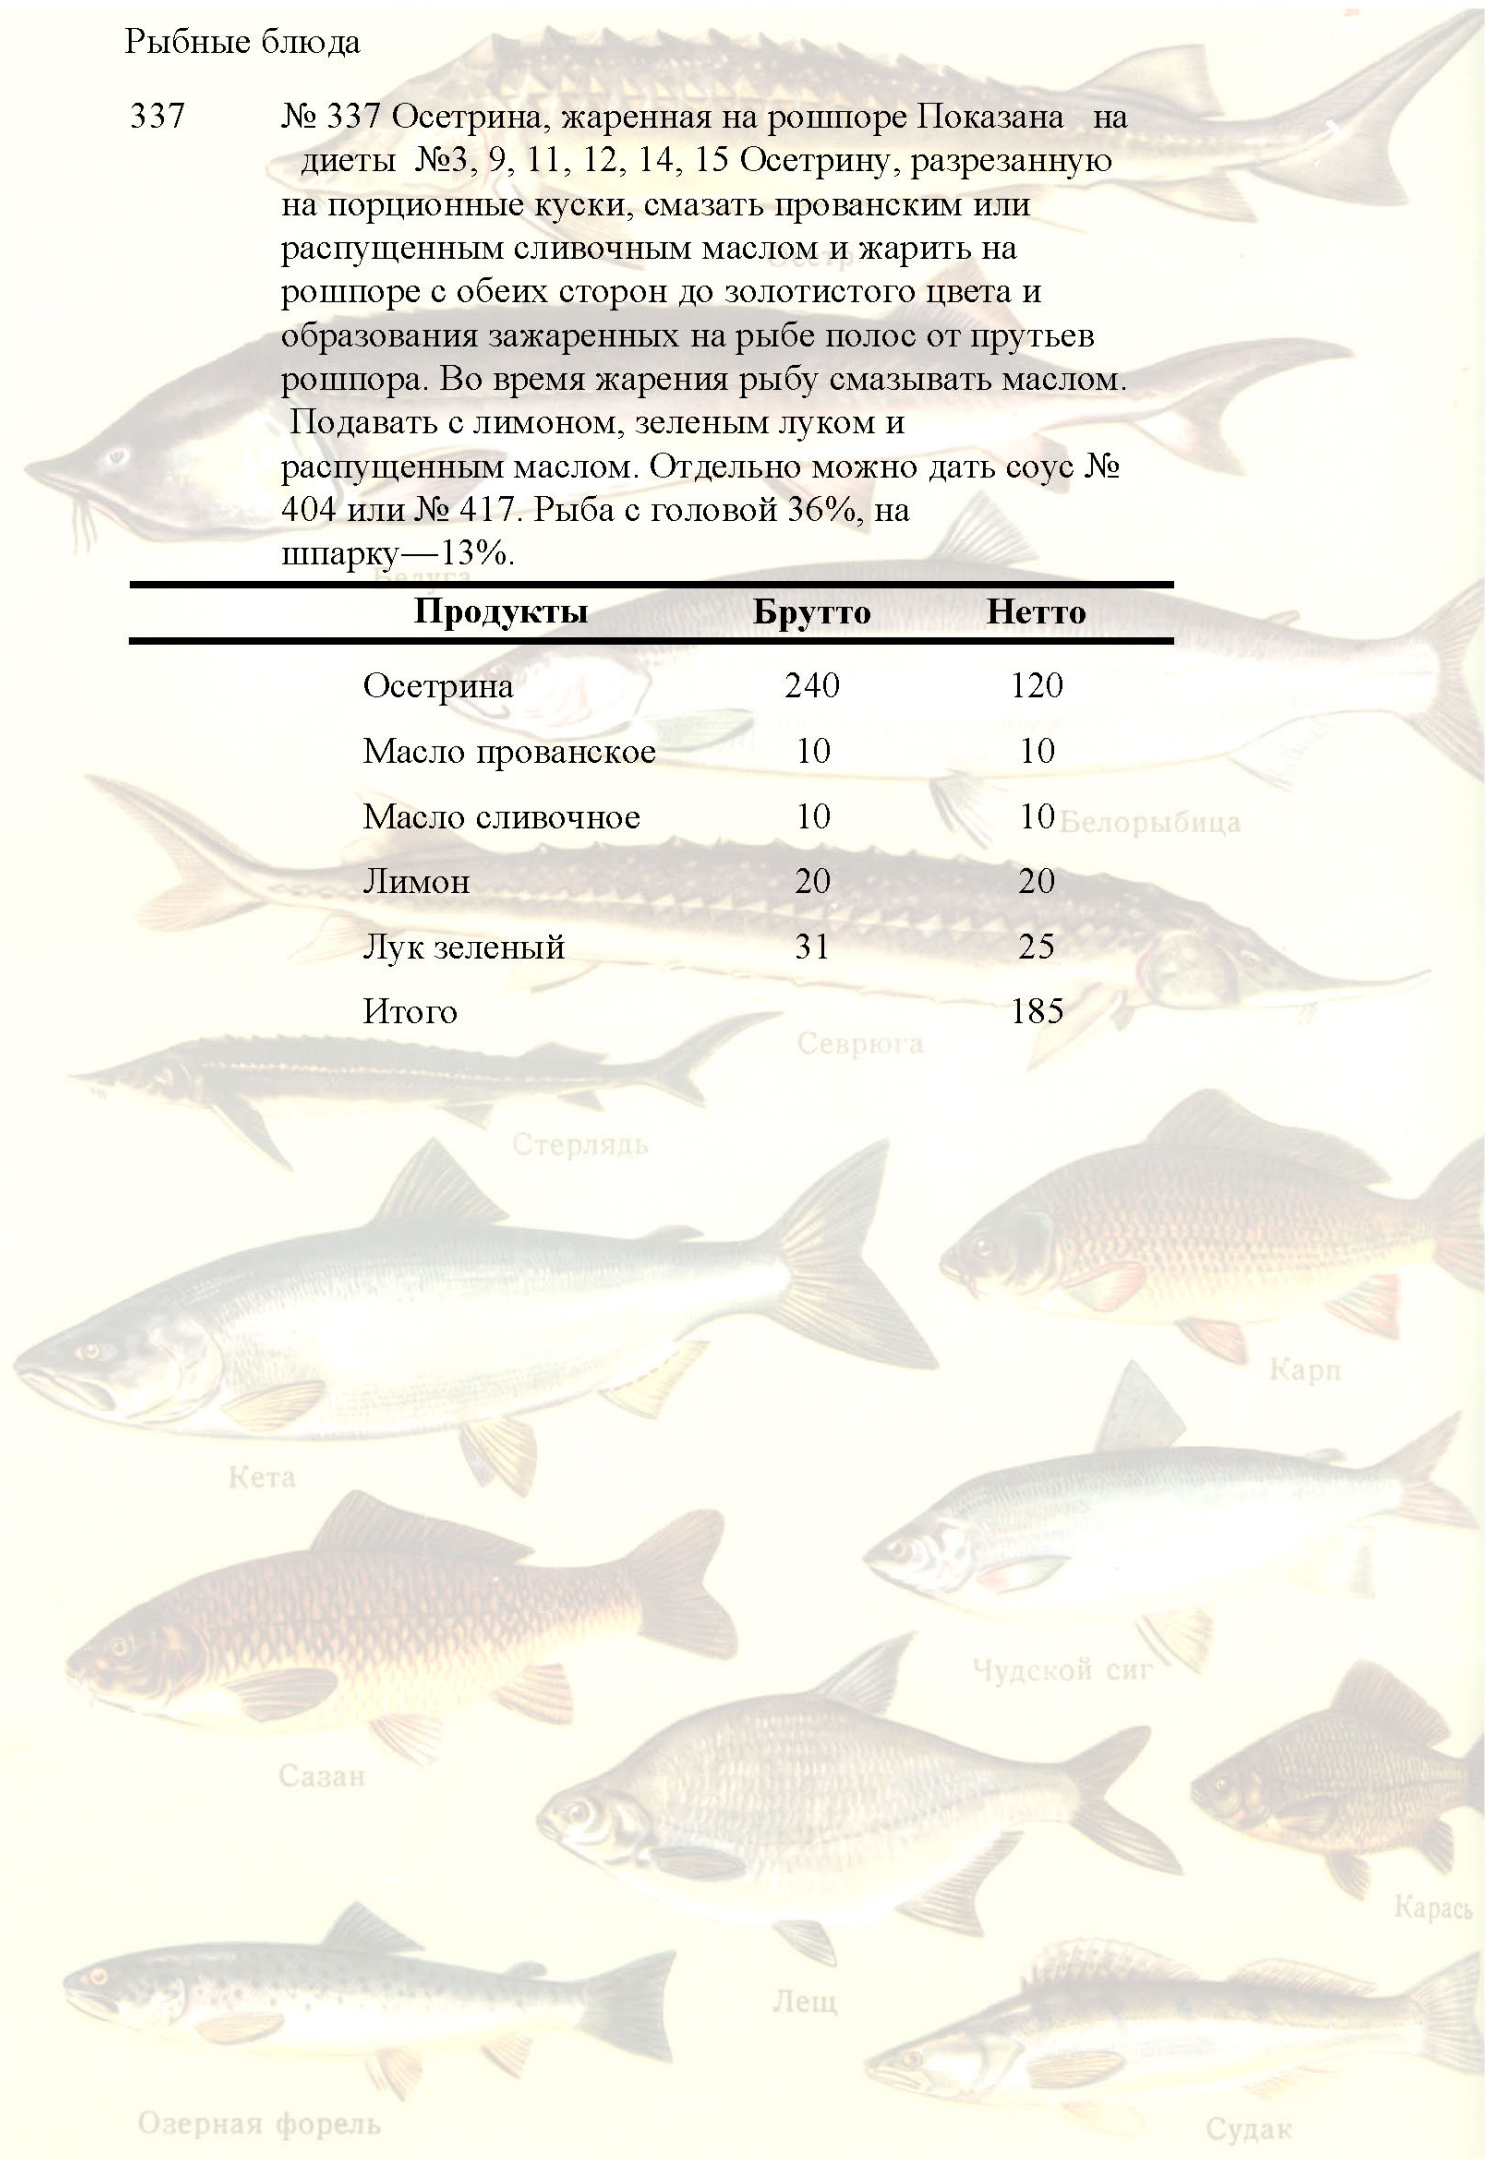 Рыбные блюда
337 № 337 Осетрина, жаренная на рошпоре Показана на
диеты №3, 9, 11, 12, 14, 15 Осетрину, разрезанную
на порционные куски, смазать прованским или
распущенным сливочным маслом и жарить на
Осетр
рошпоре с обеих сторон до золотистого цвета и
образования зажаренных на рыбе полос от прутьев
рошпора. Во время жарения рыбу смазывать маслом.
Подавать с лимоном, зеленым луком и
распущенным маслом. Отдельно можно дать соус №
404 или № 417. Рыба с головой 36%, на
шпарку—13%.
Белуга
Продукты Брутто Нетто
Осетрина 240 120
Масло прованское 10 10
Масло сливочное 10 10
Белорыбица
Лимон 20 20
Лук зеленый 31 25
Итого 185
Севрюга
Стерлядь
Карп
Кета
Чудской сиг
Сазан
Карась
Лещ
Озерная форель
Судак